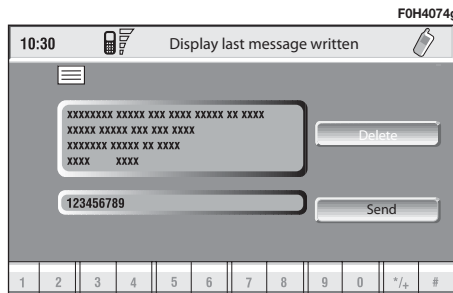 F0H4074g
10:30 Display last message written
xxxxxxxx xxxxx xxx xxxx xxxxx xx xxxx
xxxxx xxxxx xxx xxx xxxx
xxxxxxx xxxxx xx xxxx
xxxx xxxx
Delete
123456789
Send
1 2 3 4 5 6 7 8 9 0 */+ #